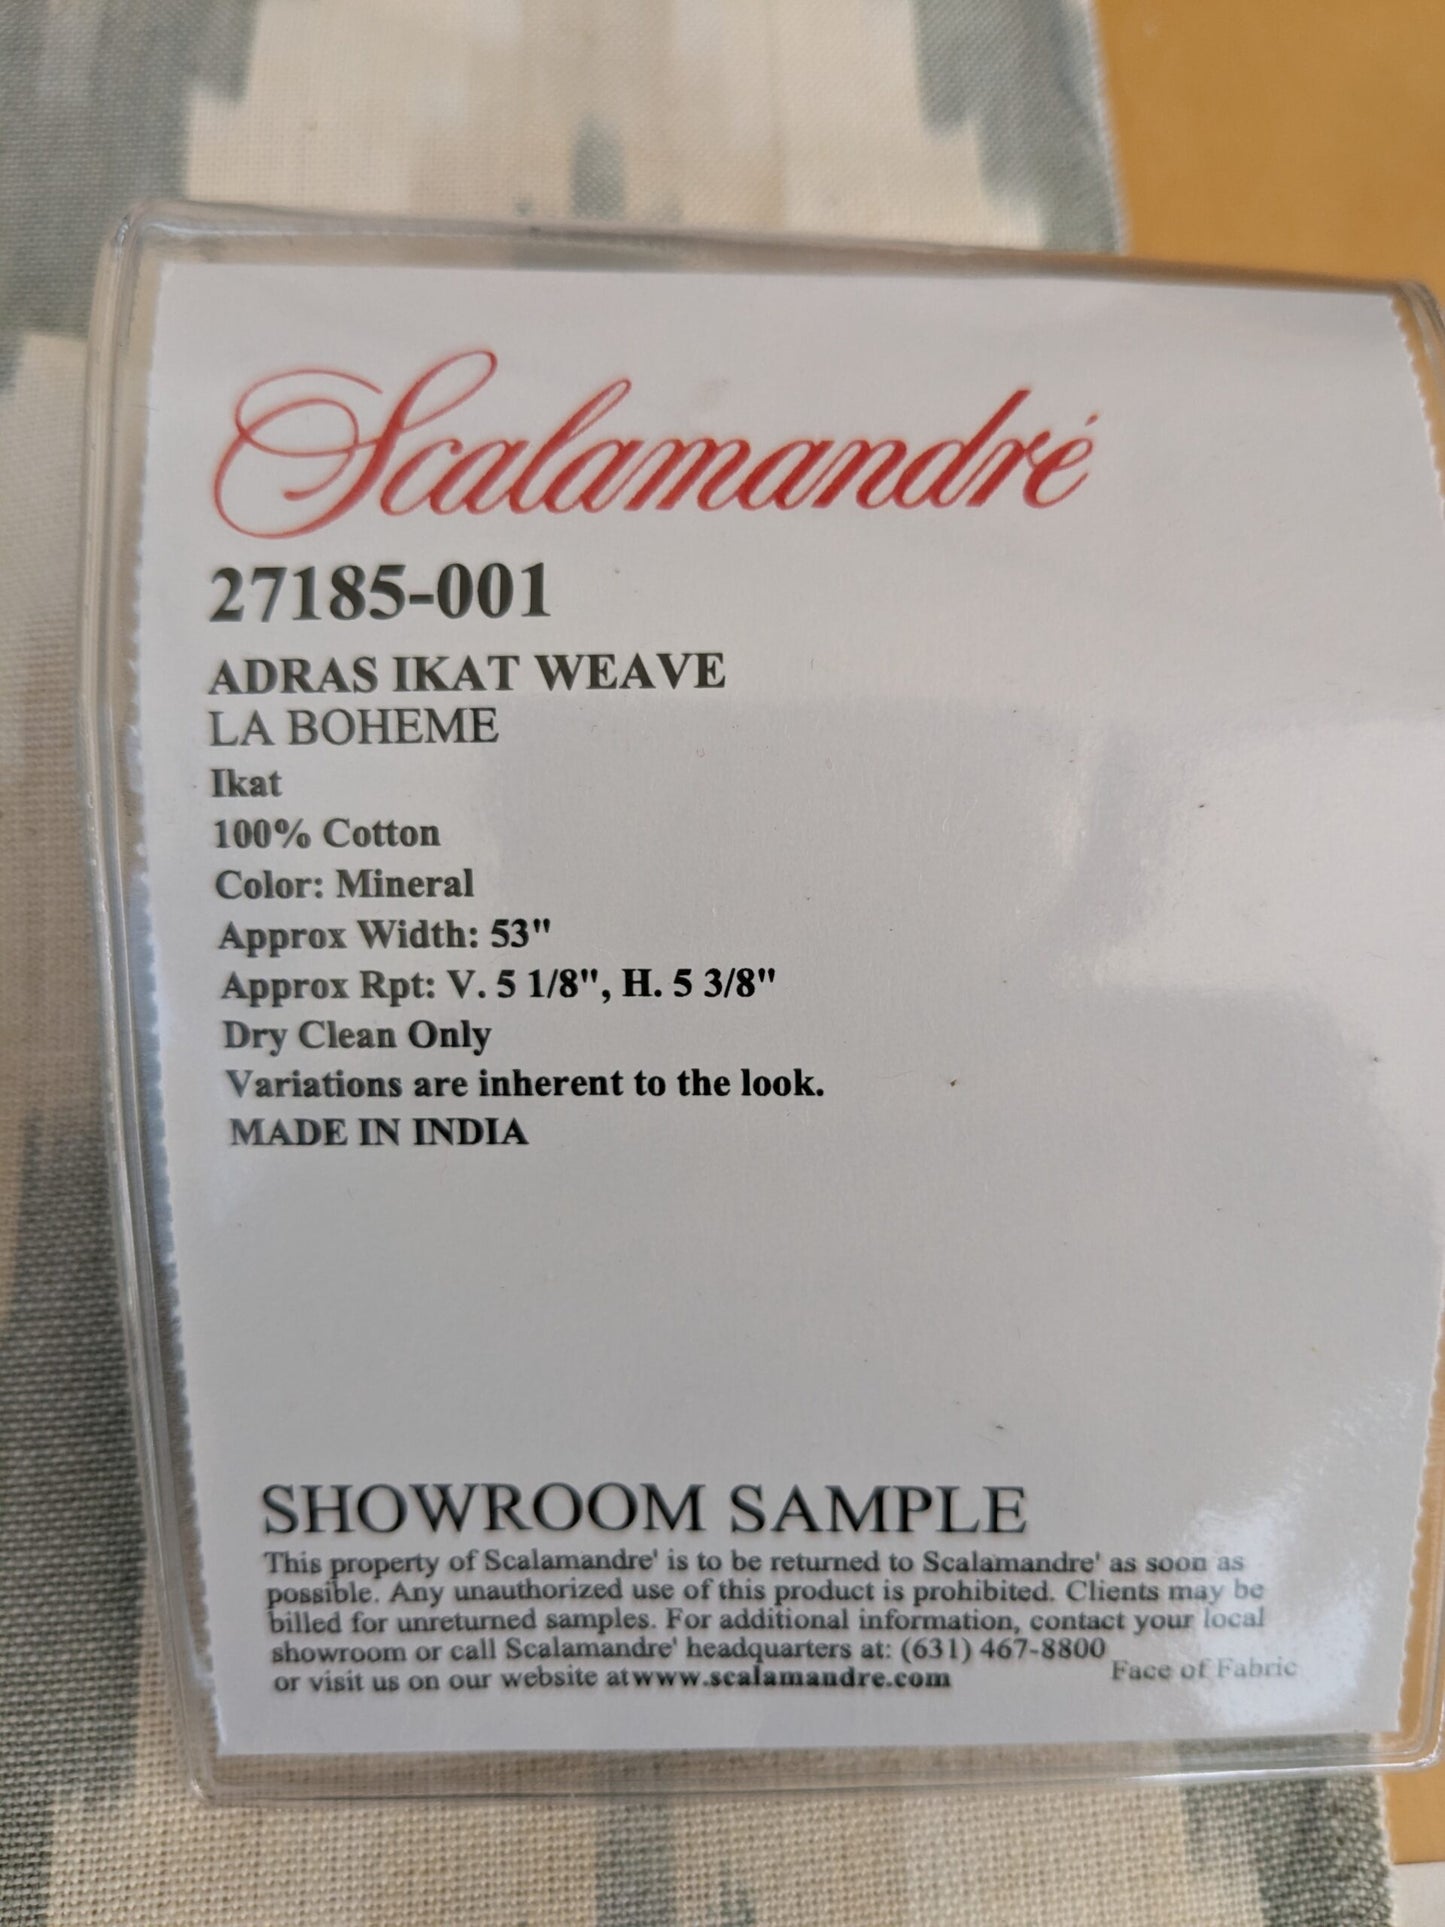 Scalamandré
27185-001
ADRAS IKAT WEAVE
LA BOHEME
Ikat
100% Cotton
Color: Mineral
Approx Width: 53"
Approx Rpt: V. 5 1/8", H. 5 3/8"
Dry Clean Only
Variations are inherent to the look.
MADE IN INDIA
SHOWROOM SAMPLE
This property of Scalamandre' is to be returned to Scalamandre' as soon as
possible. Any unauthorized use of this product is prohibited. Clients may be
billed for unreturned samples. For additional information, contact your local
showroom or call Scalamandre' headquarters at: (631) 467-8800
or visit us on our website atwww.scalamandre.com
Face of Fabric